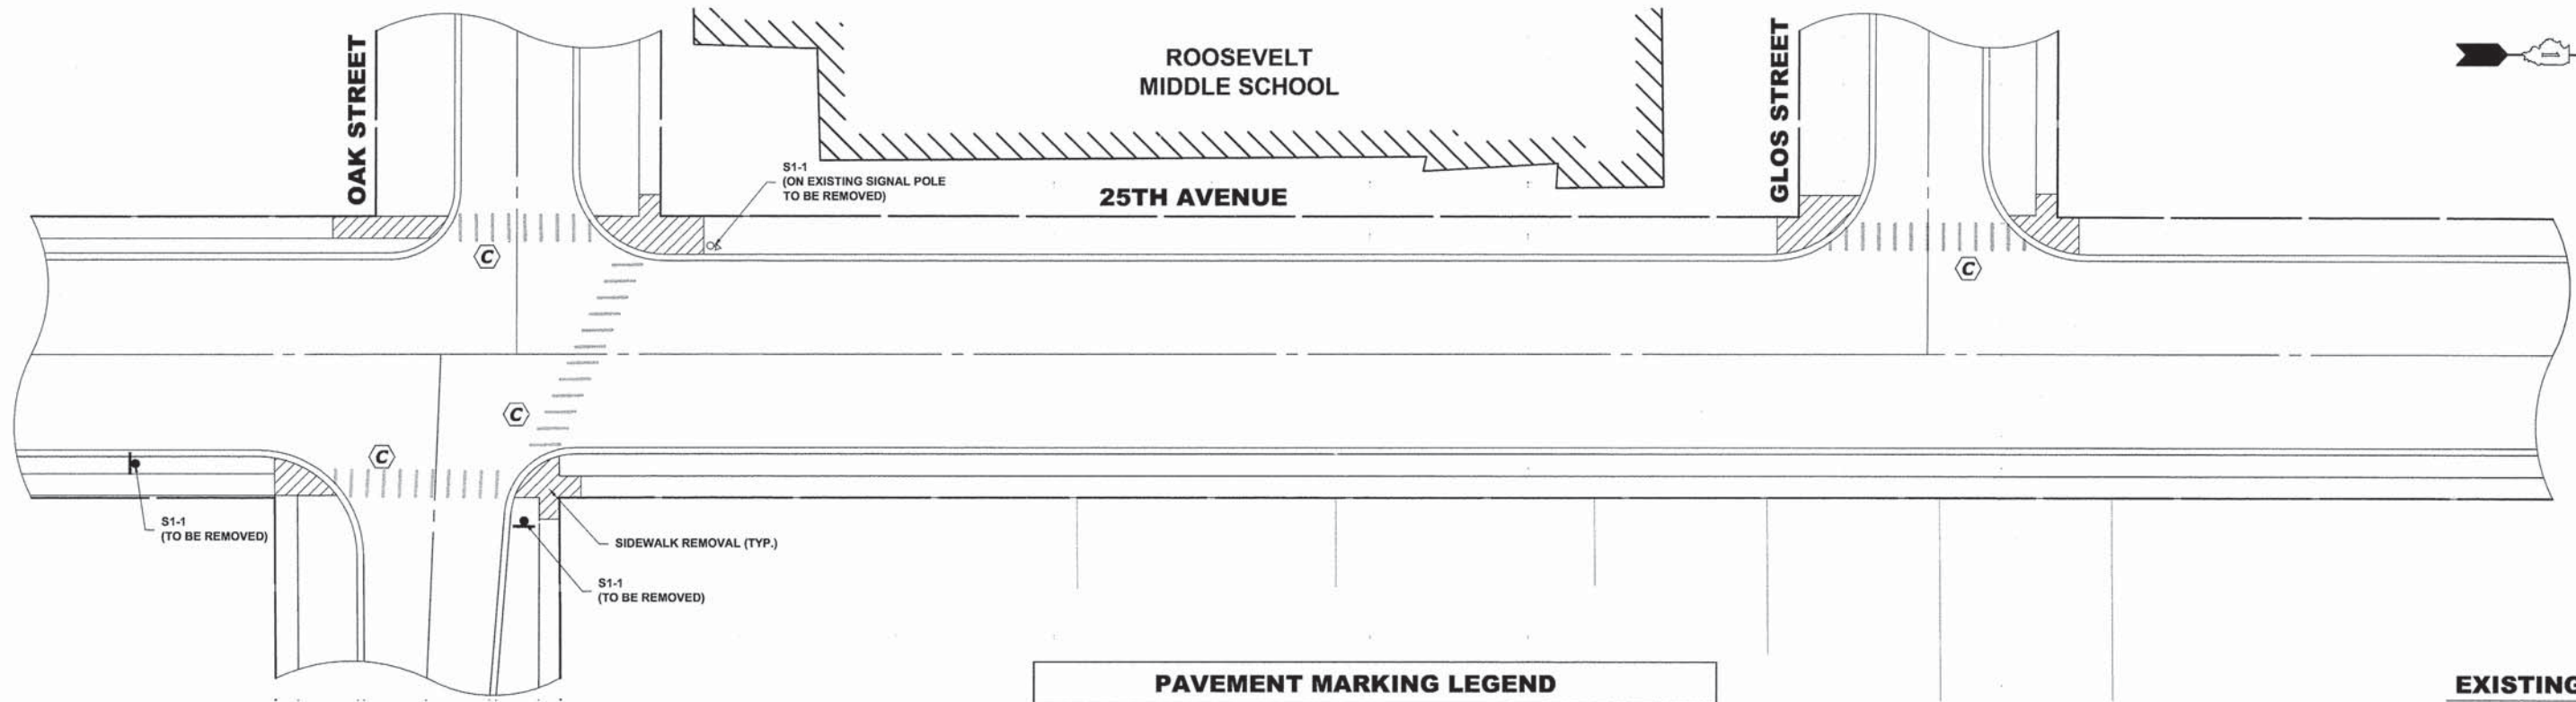 OAK STREET
ROOSEVELT
MIDDLE SCHOOL
GLOS STREET
S1-1
(ON EXISTING SIGNAL POLE
TO BE REMOVED)
25TH AVENUE
C
C
C
C
S1-1
(TO BE REMOVED)
SIDEWALK REMOVAL (TYP.)
S1-1
(TO BE REMOVED)
PAVEMENT MARKING LEGEND
EXISTING